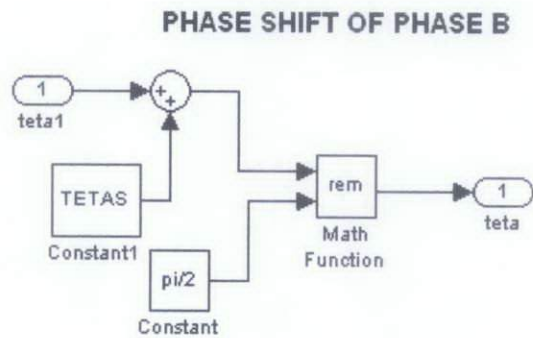 PHASE SHIFT OF PHASE B
1
teta1
+
+
TETAS
Constant1
pi/2
Constant
rem
Math
Function
1
teta